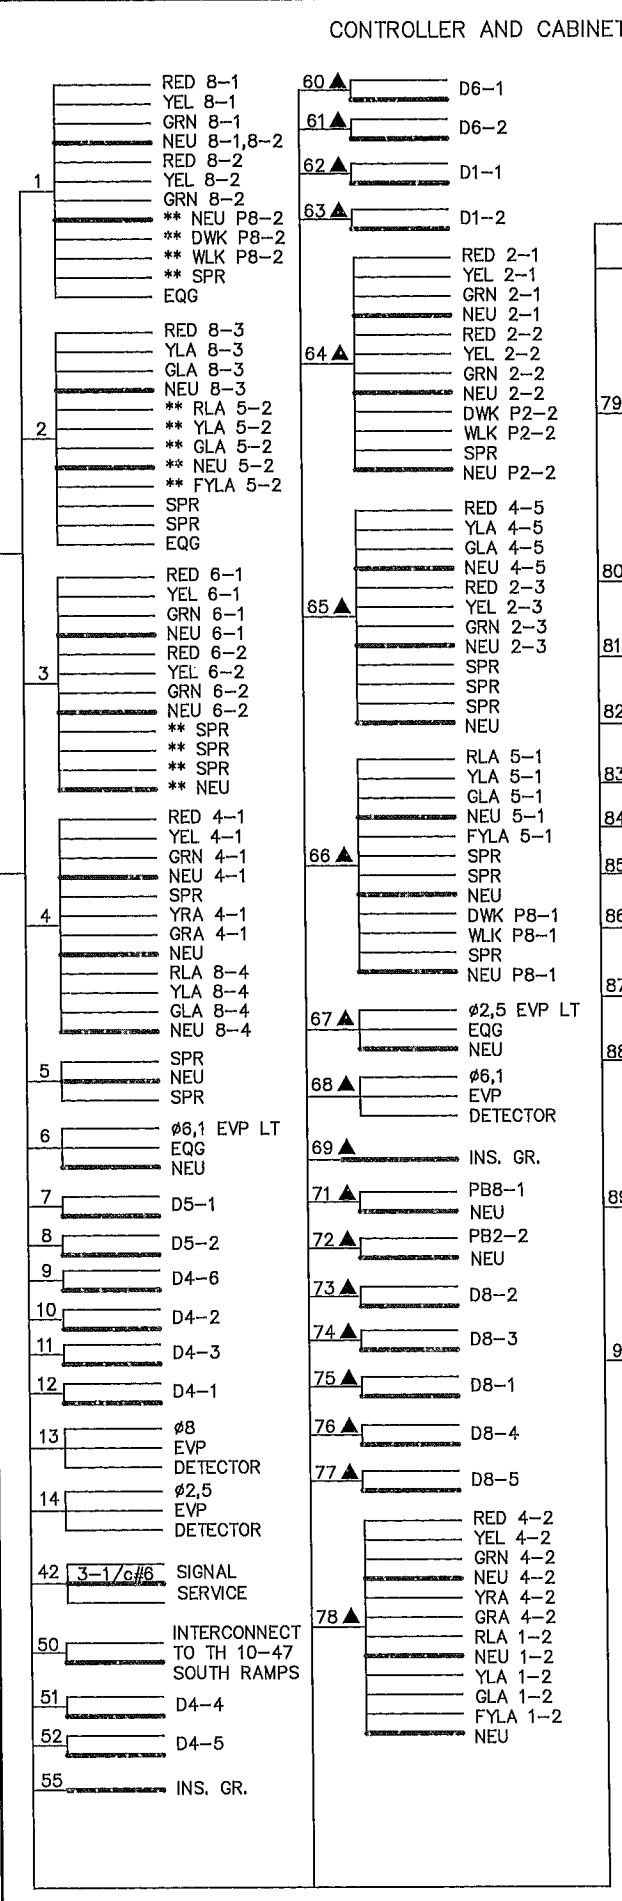 CONTROLLER AND CABINET
1
RED 8-1
YEL 8-1
GRN 8-1
NEU 8-1,8-2
RED 8-2
YEL 8-2
GRN 8-2
** NEU P8-2
** DWK P8-2
** WLK P8-2
** SPR
EQG
2
RED 8-3
YLA 8-3
GLA 8-3
NEU 8-3
** RLA 5-2
** YLA 5-2
** GLA 5-2
** NEU 5-2
** FYLA 5-2
SPR
SPR
EQG
3
RED 6-1
YEL 6-1
GRN 6-1
NEU 6-1
RED 6-2
YEL 6-2
GRN 6-2
NEU 6-2
** SPR
** SPR
** SPR
** NEU
4
RED 4-1
YEL 4-1
GRN 4-1
NEU 4-1
SPR
YRA 4-1
GRA 4-1
NEU
RLA 8-4
YLA 8-4
GLA 8-4
NEU 8-4
5
SPR
NEU
SPR
6
ø6,1 EVP LT
EQG
NEU
7 D5-1
8 D5-2
9 D4-6
10 D4-2
11 D4-3
12 D4-1
13
ø8
EVP
DETECTOR
14
ø2,5
EVP
DETECTOR
42 3-1/c#6 SIGNAL
SERVICE
50
INTERCONNECT
TO TH 10-47
SOUTH RAMPS
51 D4-4
52 D4-5
55 INS. GR.
60 D6-1
61 D6-2
62 D1-1
63 D1-2
64
RED 2-1
YEL 2-1
GRN 2-1
NEU 2-1
RED 2-2
YEL 2-2
GRN 2-2
NEU 2-2
DWK P2-2
WLK P2-2
SPR
NEU P2-2
65
RED 4-5
YLA 4-5
GLA 4-5
NEU 4-5
RED 2-3
YEL 2-3
GRN 2-3
NEU 2-3
SPR
SPR
SPR
NEU
66
RLA 5-1
YLA 5-1
GLA 5-1
NEU 5-1
FYLA 5-1
SPR
SPR
NEU
DWK P8-1
WLK P8-1
SPR
NEU P8-1
67
ø2,5 EVP LT
EQG
NEU
68
ø6,1
EVP
DETECTOR
69 INS. GR.
71 PB8-1
NEU
72 PB2-2
NEU
73 D8-2
74 D8-3
75 D8-1
76 D8-4
77 D8-5
78
RED 4-2
YEL 4-2
GRN 4-2
NEU 4-2
YRA 4-2
GRA 4-2
RLA 1-2
NEU 1-2
YLA 1-2
GLA 1-2
FYLA 1-2
NEU
79
80
81
82
83
84
85
86
87
88
89
9